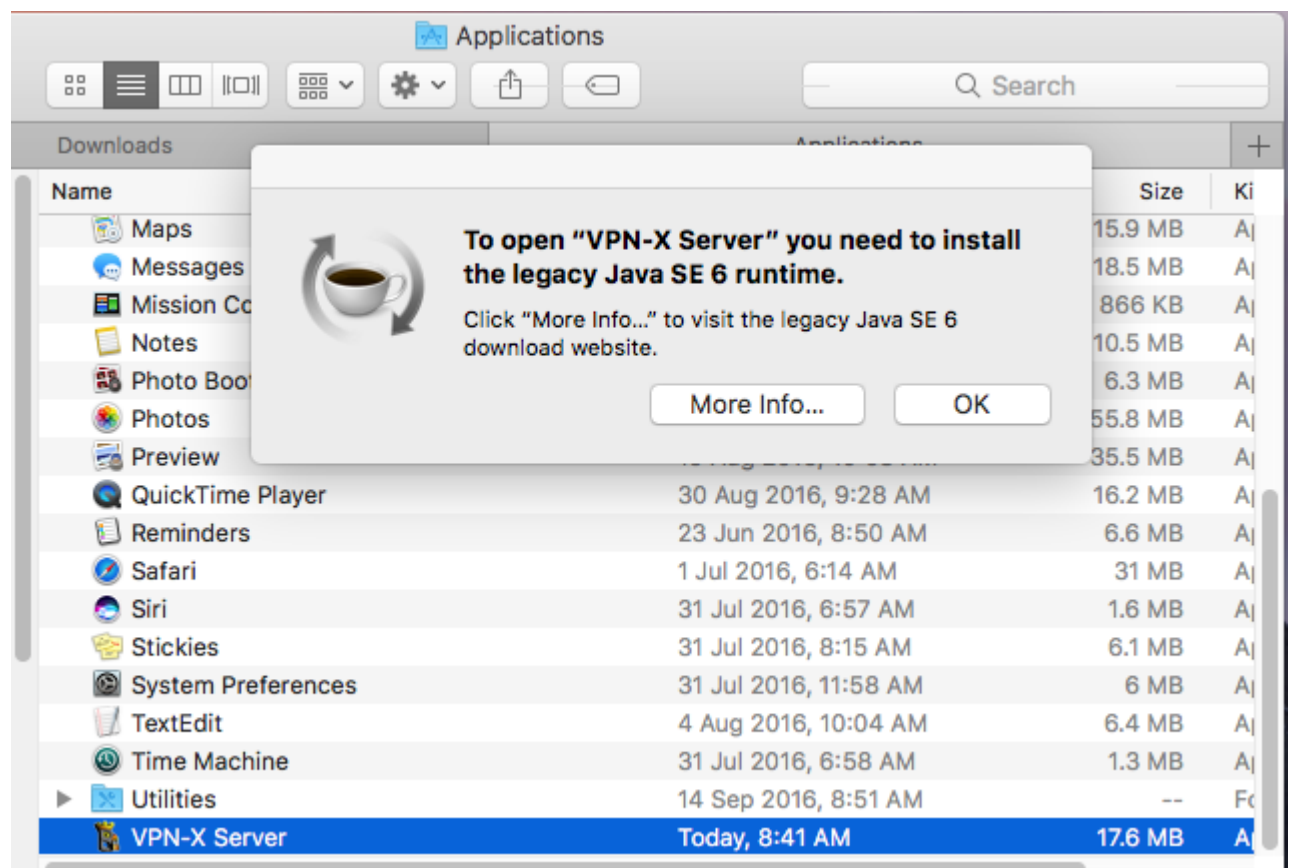 Applications
Search
Downloads
Applications
Name Size Ki
Maps 15.9 MB
Messages 18.5 MB
Mission Co 866 KB
Notes 10.5 MB
Photo Boo 6.3 MB
Photos 55.8 MB
Preview 35.5 MB
To open “VPN-X Server” you need to install
the legacy Java SE 6 runtime.
Click “More Info...” to visit the legacy Java SE 6
download website.
More Info... OK
QuickTime Player 30 Aug 2016, 9:28 AM 16.2 MB
Reminders 23 Jun 2016, 8:50 AM 6.6 MB
Safari 1 Jul 2016, 6:14 AM 31 MB
Siri 31 Jul 2016, 6:57 AM 1.6 MB
Stickies 31 Jul 2016, 8:15 AM 6.1 MB
System Preferences 31 Jul 2016, 11:58 AM 6 MB
TextEdit 4 Aug 2016, 10:04 AM 6.4 MB
Time Machine 31 Jul 2016, 6:58 AM 1.3 MB
Utilities 14 Sep 2016, 8:51 AM --
VPN-X Server Today, 8:41 AM 17.6 MB